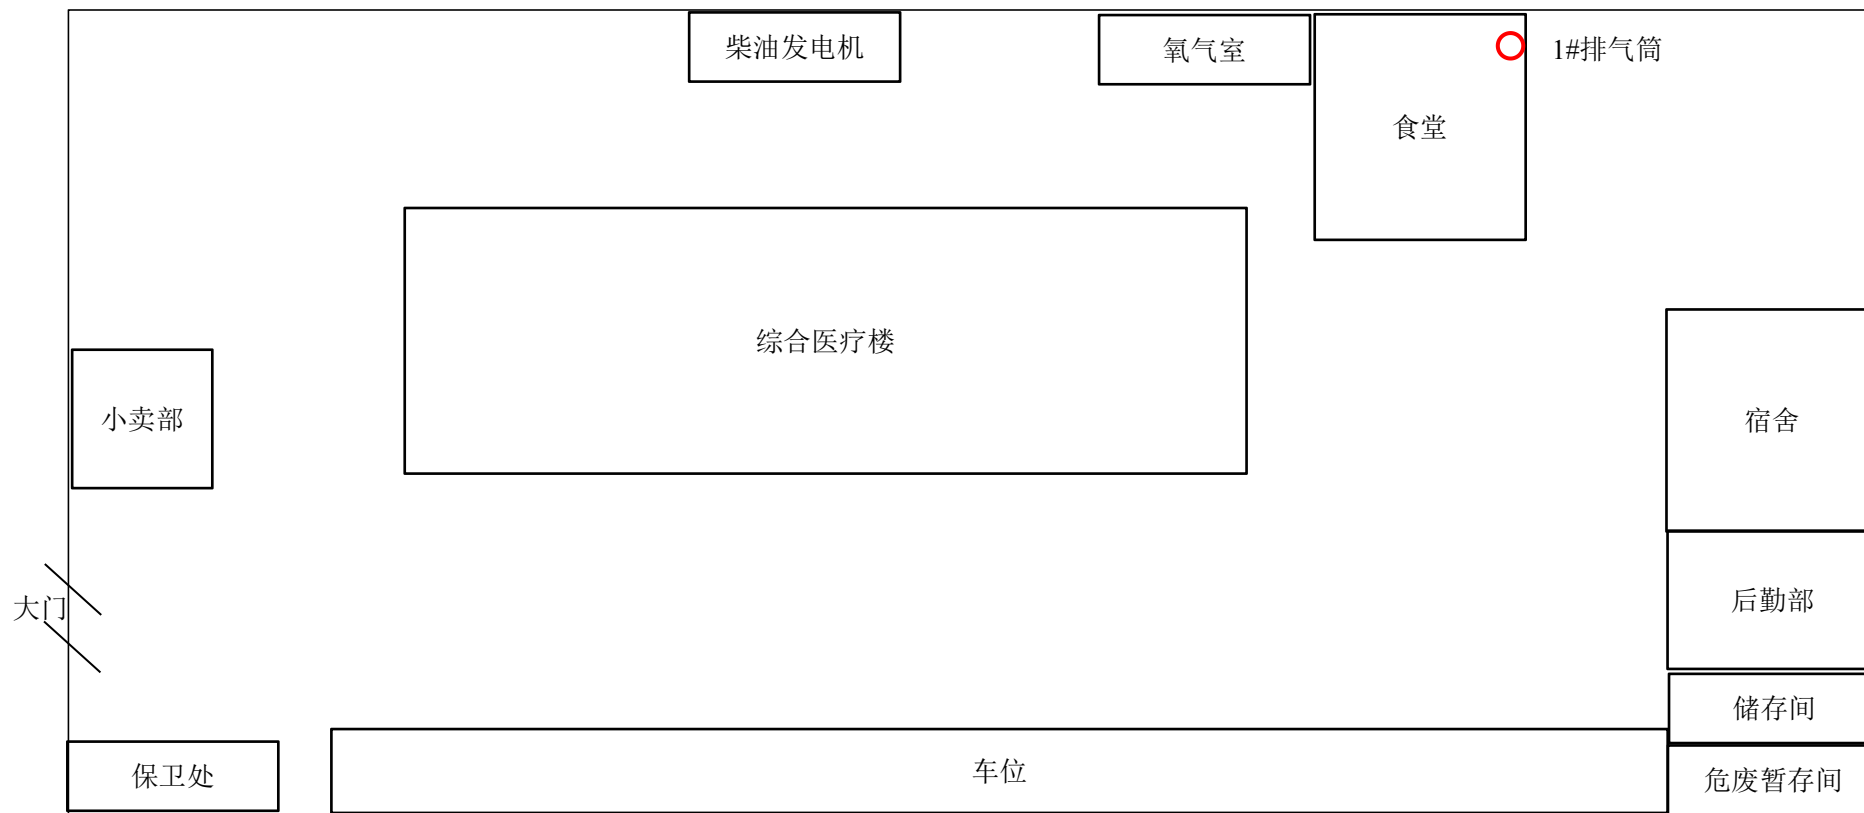 柴油发电机
氧气室
1#排气筒
食堂
综合医疗楼
小卖部
宿舍
大门
后勤部
储存间
保卫处
车位
危废暂存间